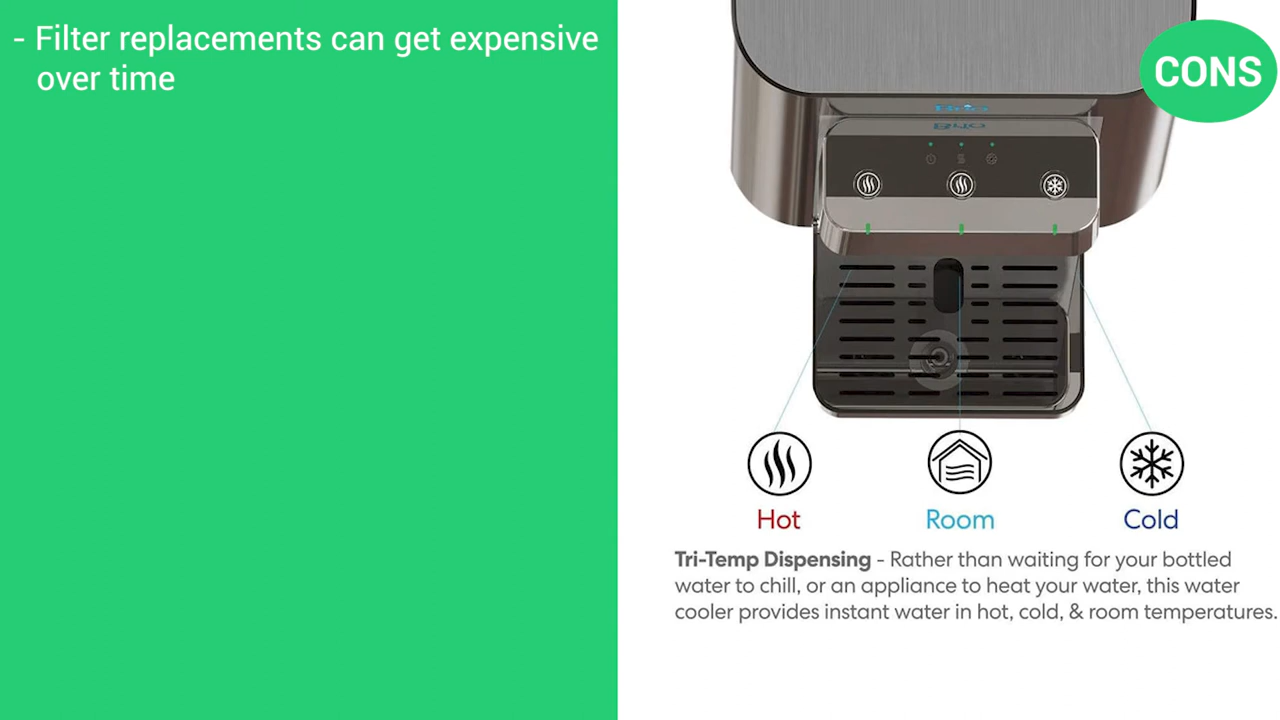 - Filter replacements can get expensive
over time
CONS
Brio
Brio
Hot
Room
Cold
Tri-Temp Dispensing - Rather than waiting for your bottled
water to chill, or an appliance to heat your water, this water
cooler provides instant water in hot, cold, & room temperatures.